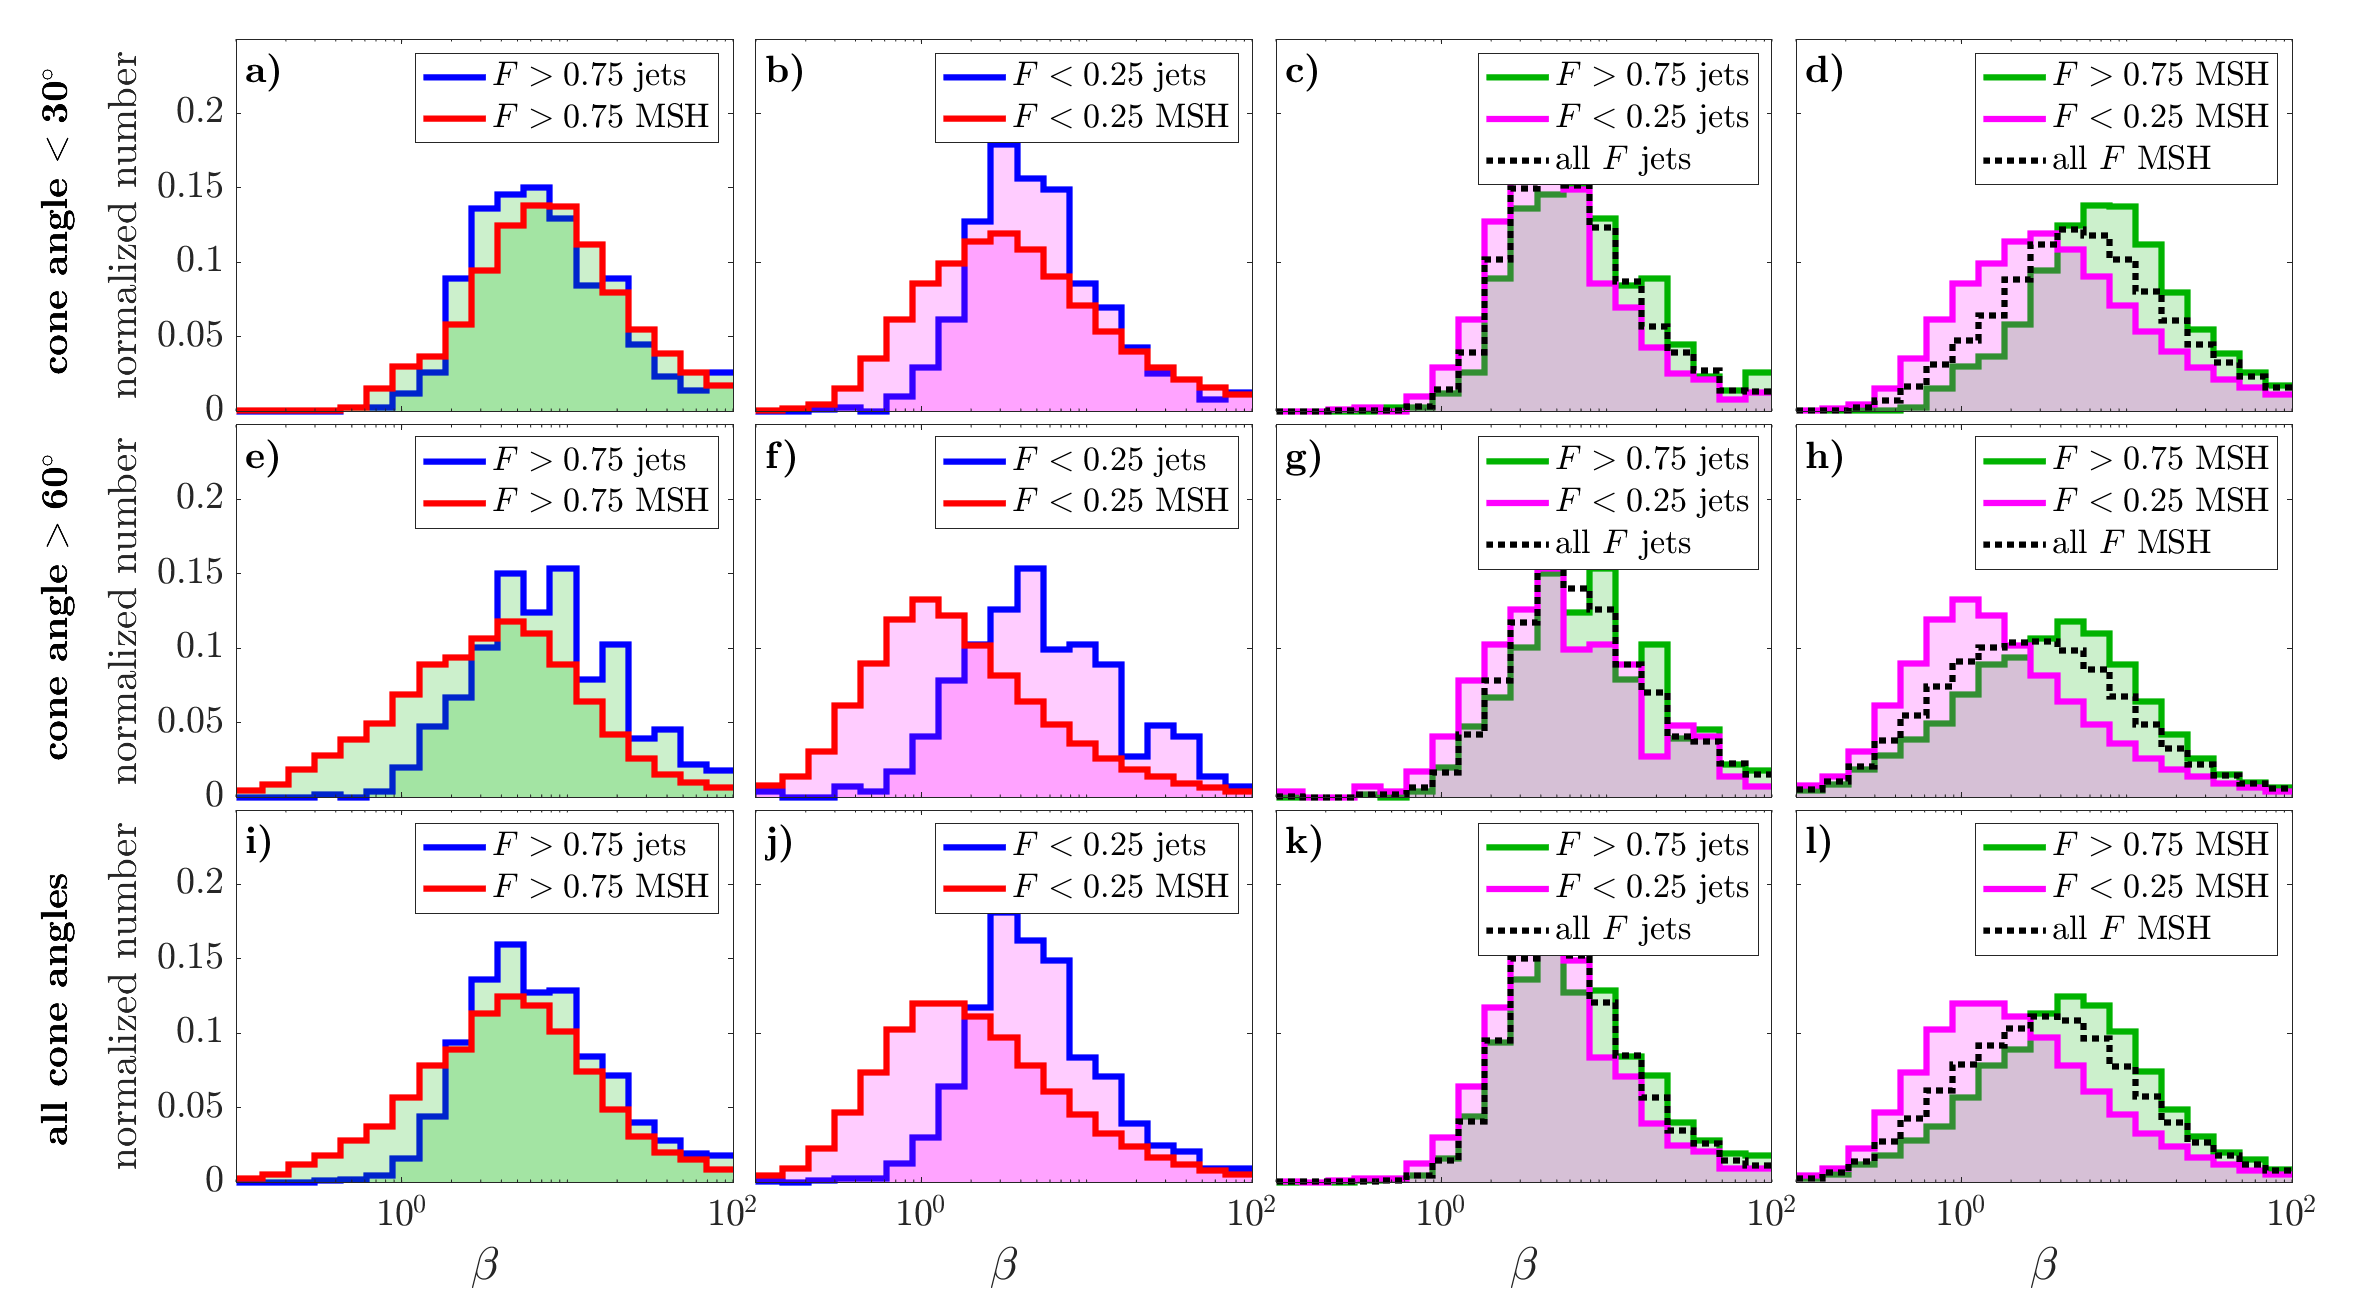 cone angle < 30°
normalized number
0.2
0.15
0.1
0.05
0
a)
F > 0.75 jets
F > 0.75 MSH
b)
F < 0.25 jets
F < 0.25 MSH
c)
F > 0.75 jets
F < 0.25 jets
all F jets
d)
F > 0.75 MSH
F < 0.25 MSH
all F MSH
cone angle > 60°
normalized number
0.2
0.15
0.1
0.05
0
e)
F > 0.75 jets
F > 0.75 MSH
f)
F < 0.25 jets
F < 0.25 MSH
g)
F > 0.75 jets
F < 0.25 jets
all F jets
h)
F > 0.75 MSH
F < 0.25 MSH
all F MSH
all cone angles
normalized number
0.2
0.15
0.1
0.05
0
i)
F > 0.75 jets
F > 0.75 MSH
j)
F < 0.25 jets
F < 0.25 MSH
k)
F > 0.75 jets
F < 0.25 jets
all F jets
l)
F > 0.75 MSH
F < 0.25 MSH
all F MSH
10⁰ 10² 10⁰ 10² 10⁰ 10² 10⁰ 10²
β β β β